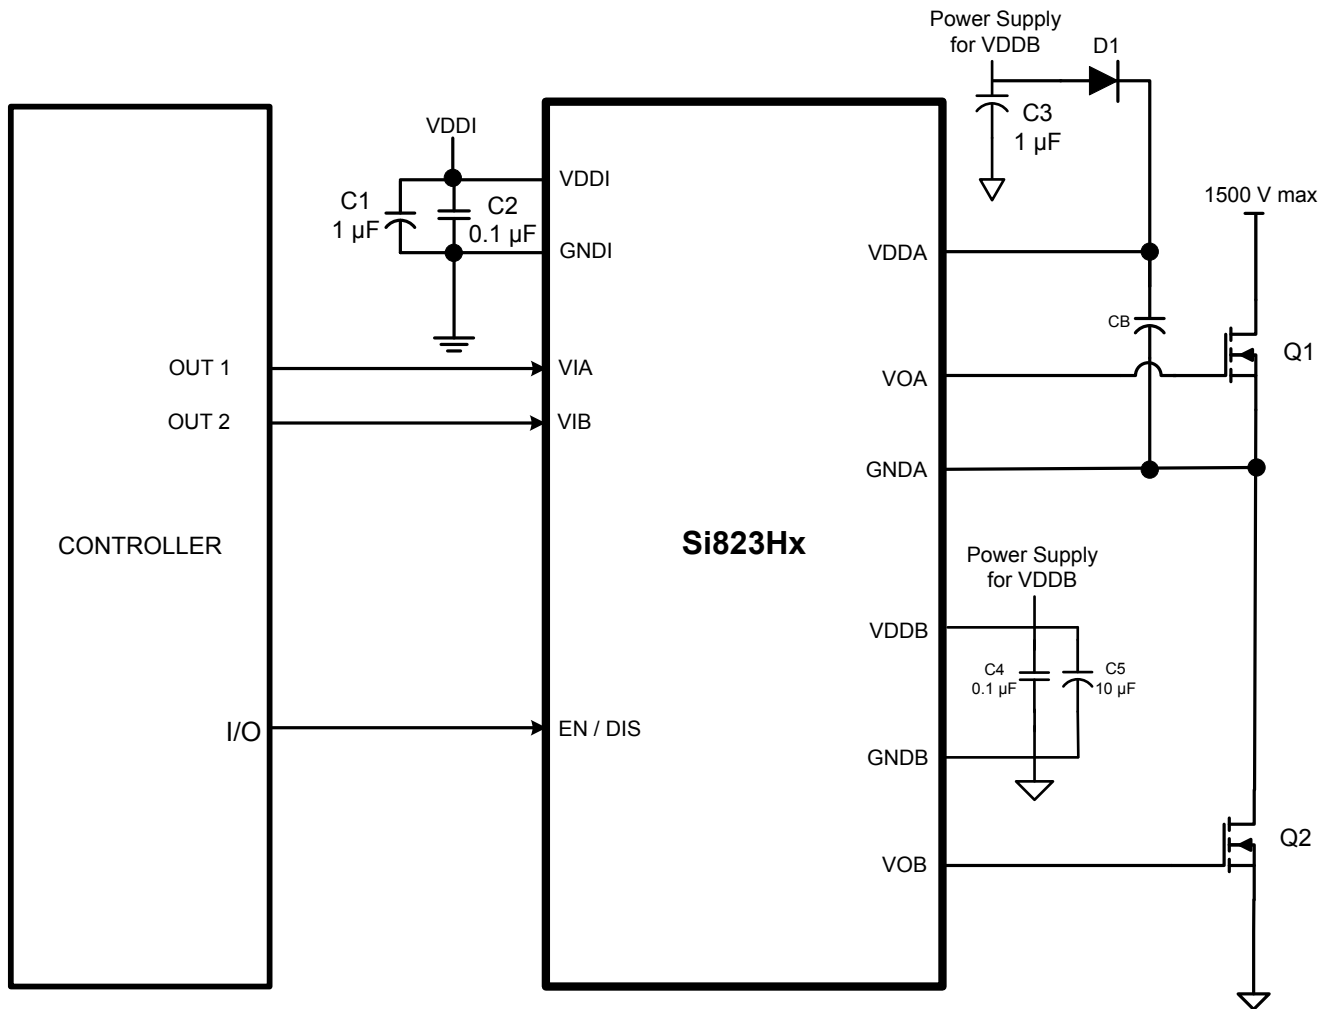 Power Supply
for VDDB
D1
C3
1 µF
VDDI
VDDI
C1
1 µF
C2
0.1 µF
GNDI
1500 V max
VDDA
CB
OUT 1
VIA
VOA
Q1
OUT 2
VIB
GNDA
CONTROLLER
Si823Hx
Power Supply
for VDDB
VDDB
C4
0.1 µF
C5
10 µF
I/O
EN / DIS
GNDB
VOB
Q2